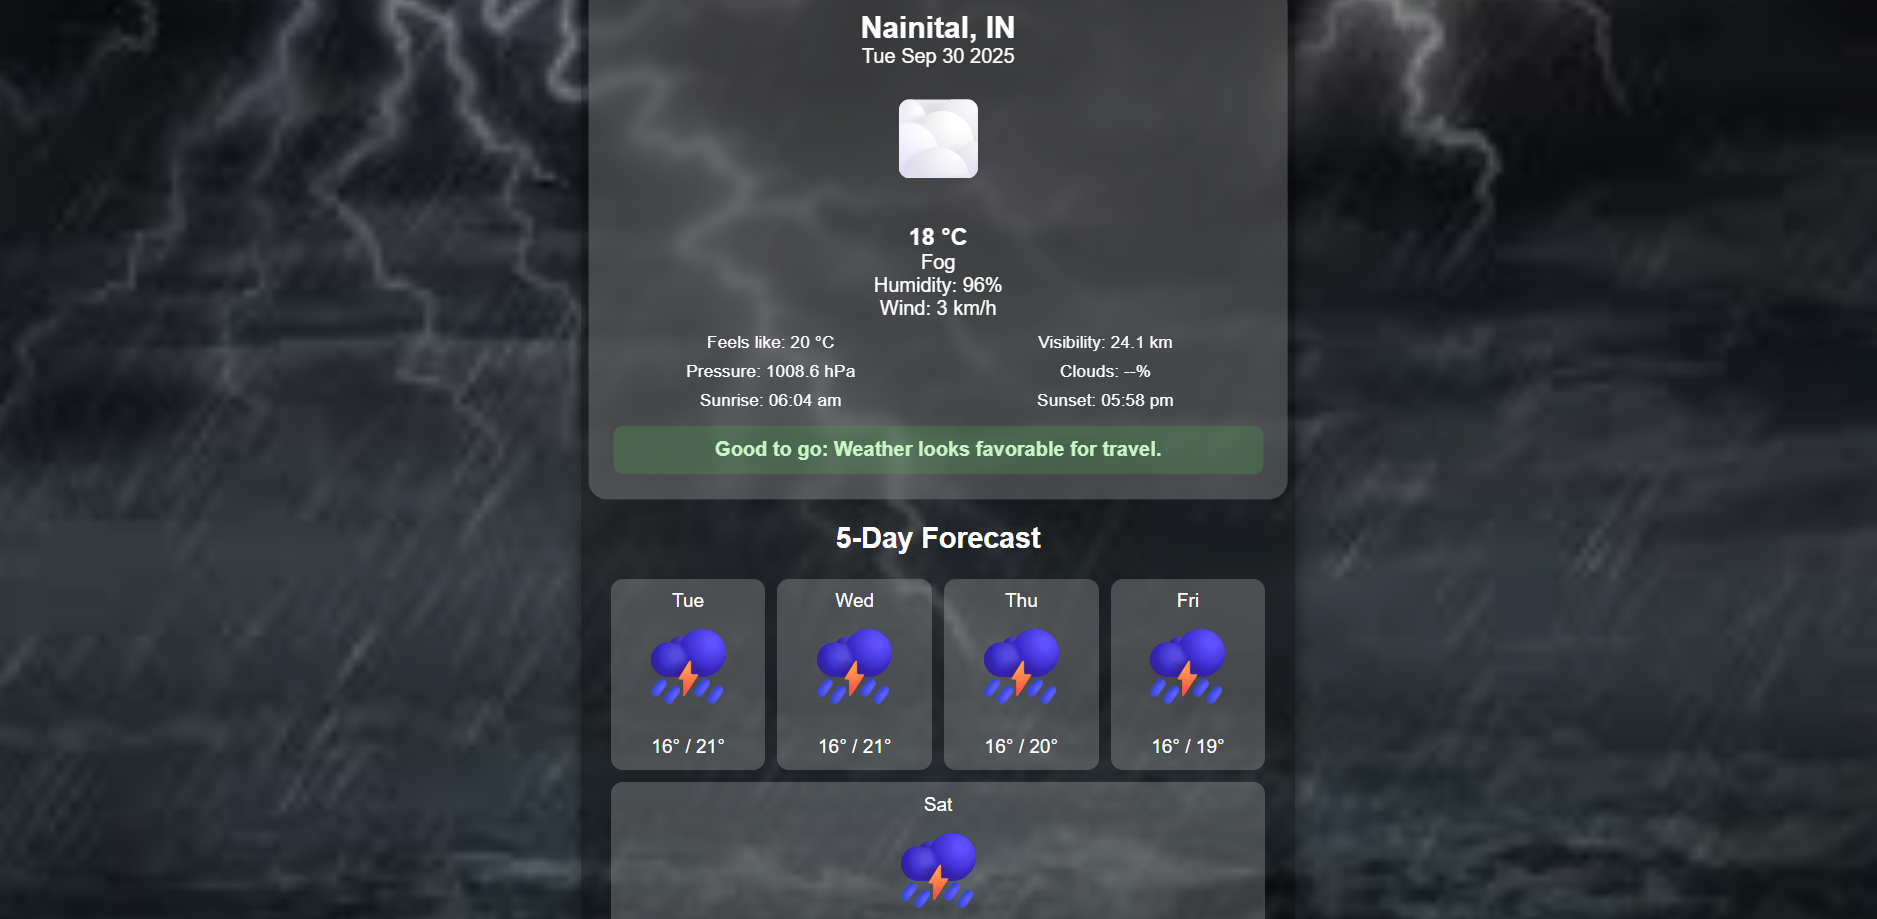 Nainital, IN
Tue Sep 30 2025
18 °C
Fog
Humidity: 96%
Wind: 3 km/h
Feels like: 20 °C
Visibility: 24.1 km
Pressure: 1008.6 hPa
Clouds: --%
Sunrise: 06:04 am
Sunset: 05:58 pm
Good to go: Weather looks favorable for travel.
5-Day Forecast
Tue
Wed
Thu
Fri
16° / 21°
16° / 21°
16° / 20°
16° / 19°
Sat